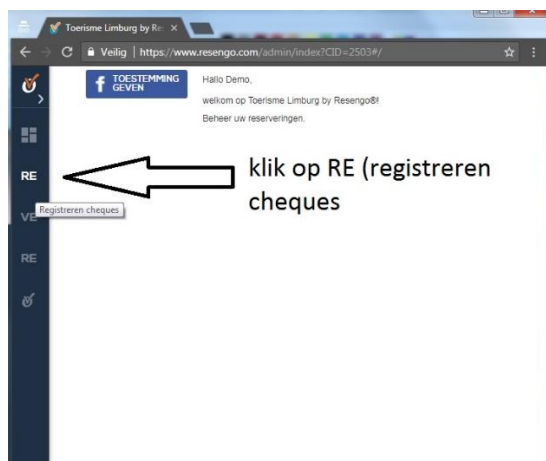 Toerisme Limburg by Re
Veilig | https://www.resengo.com/admin/index?CID=2503#/
f TOESTEMMING
GEVEN
Hallo Demo,
welkom op Toerisme Limburg by Resengo®!
Beheer uw reserveringen.
RE
klik op RE (registreren
cheques
Registreren cheques
VE
RE